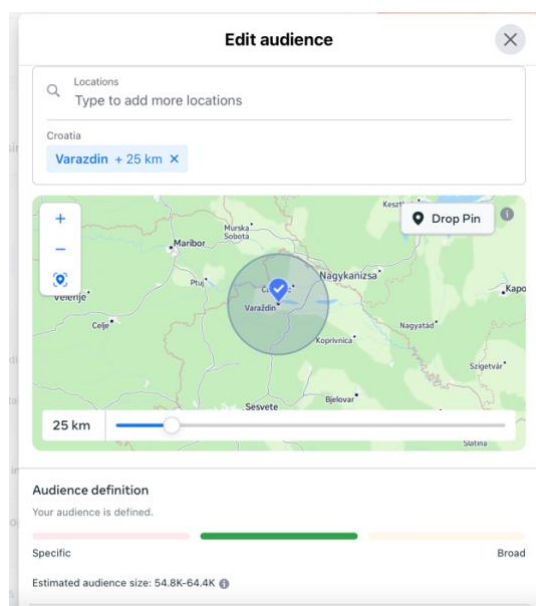 Edit audience
Locations
Type to add more locations
Croatia
Varazdin + 25 km
Drop Pin
Murska
Sobota
Maribor
Nagykanizsa
Ptuj
Kapo
Velenje
Varaždin
Celje
Nagyatád
Koprivnica
Szigetvár
Bjelovar
Sesvete
25 km
Slatina
Audience definition
Your audience is defined.
Specific
Broad
Estimated audience size: 54.8K-64.4K